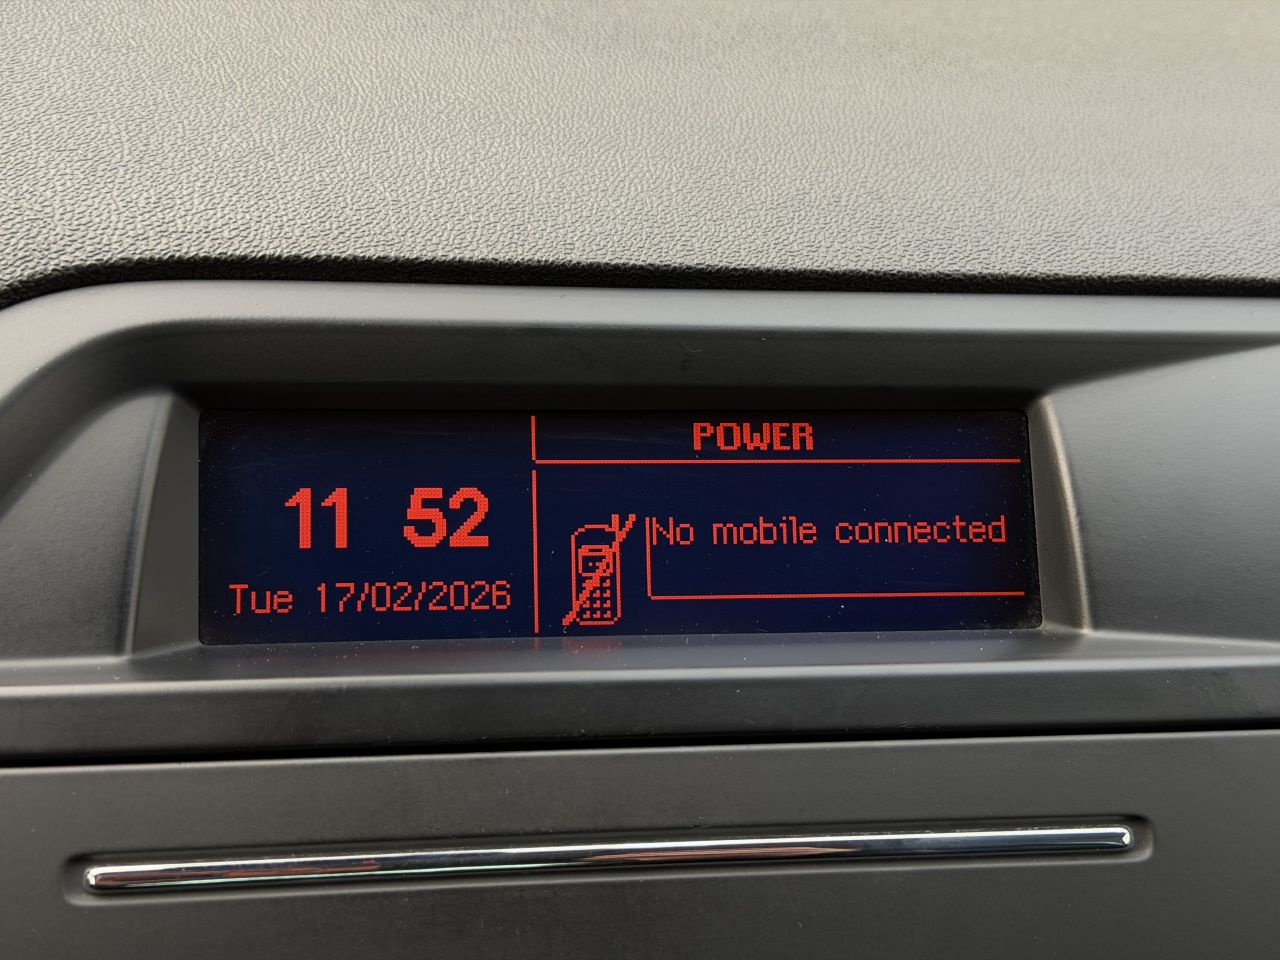 POWER
11 52
No mobile connected
Tue 17/02/2026